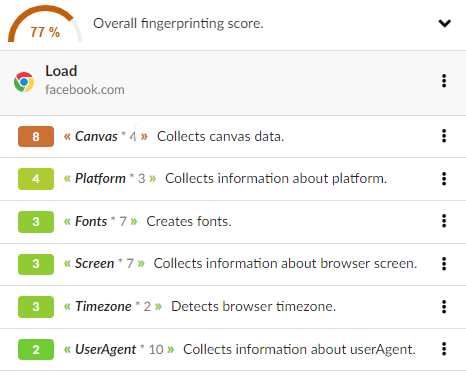 77 %
Overall fingerprinting score.
Load
facebook.com
8 « Canvas * 4 » Collects canvas data.
4 « Platform * 3 » Collects information about platform.
3 « Fonts * 7 » Creates fonts.
3 « Screen * 7 » Collects information about browser screen.
3 « Timezone * 2 » Detects browser timezone.
2 « UserAgent * 10 » Collects information about userAgent.